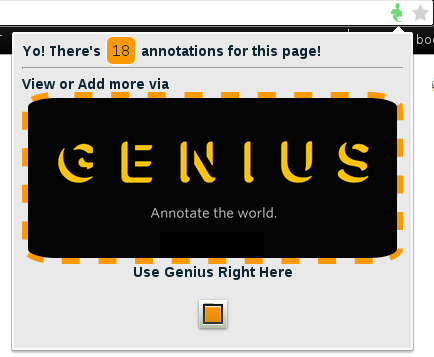 Yo! There's 18 annotations for this page!
View or Add more via
GENIUS
Annotate the world.
Use Genius Right Here